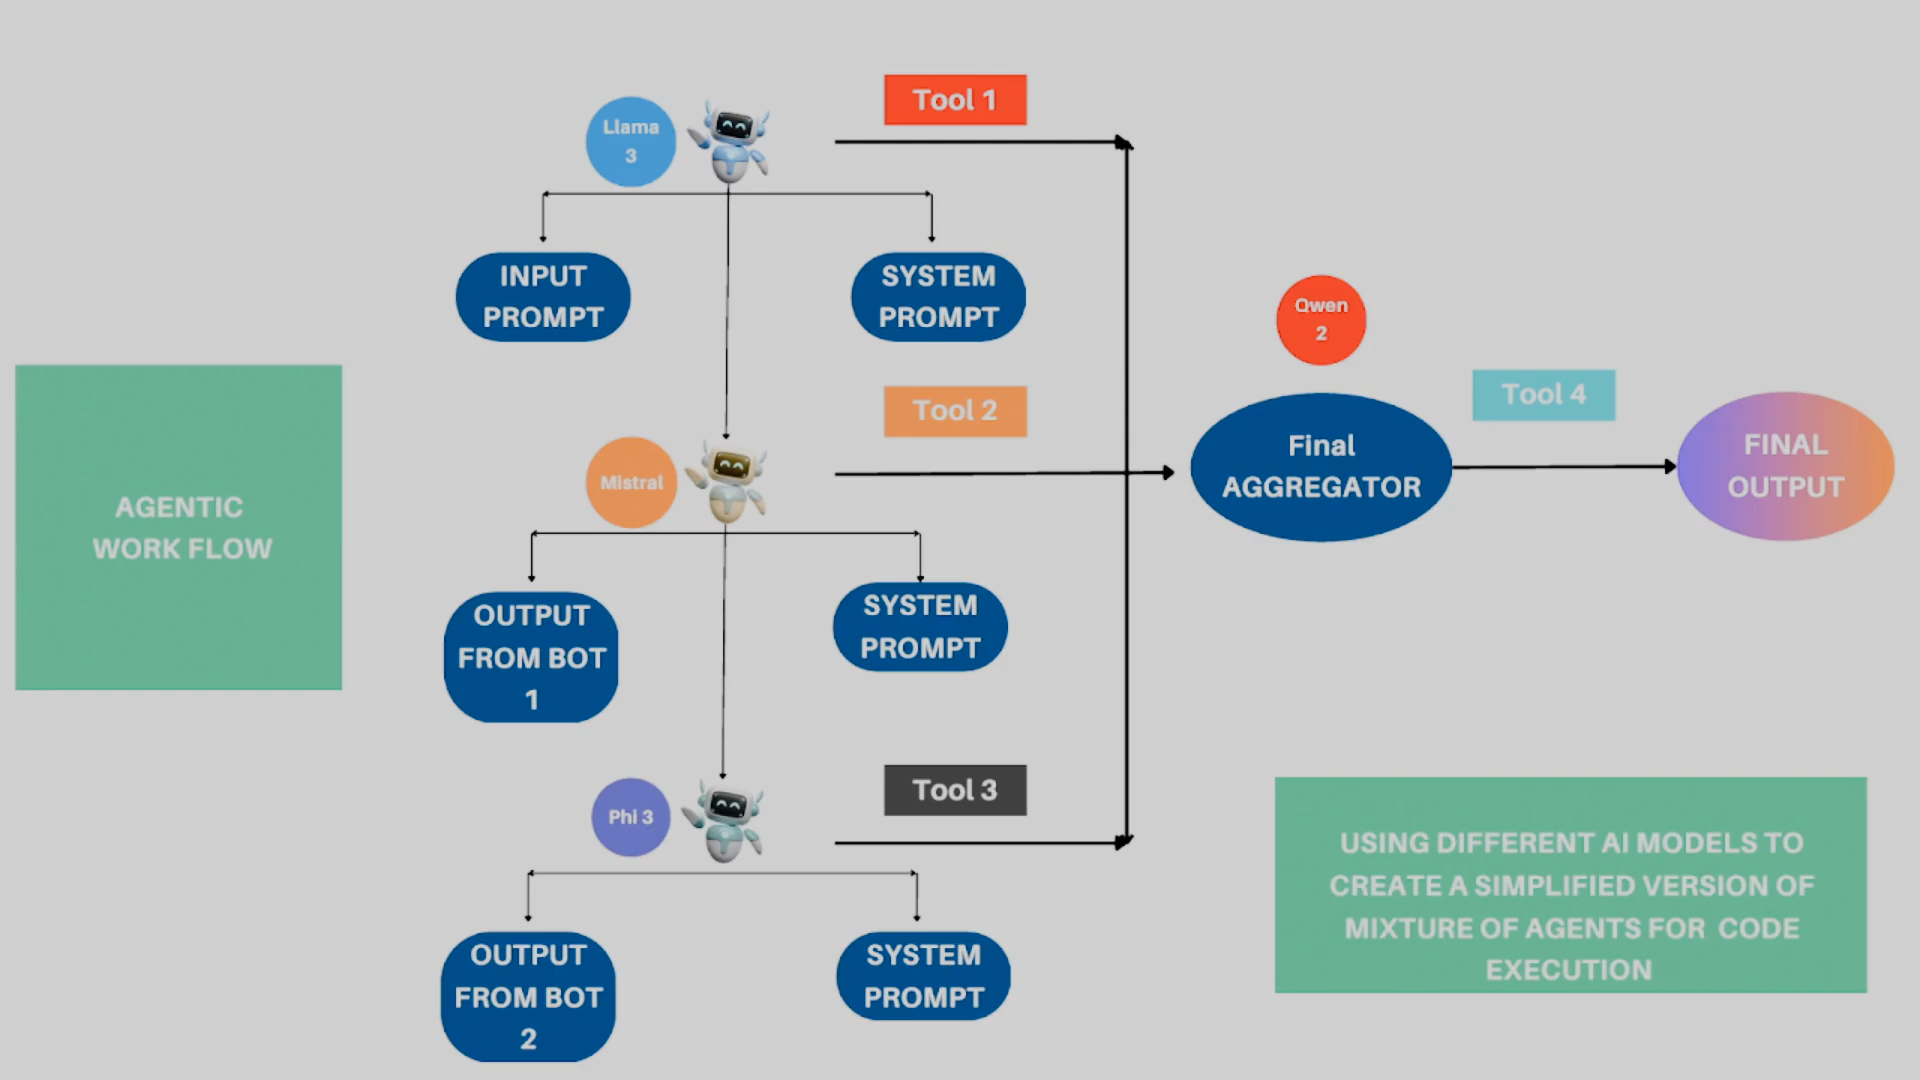 Tool 1
Llama
3
INPUT
PROMPT
SYSTEM
PROMPT
Tool 2
Mistral
OUTPUT
FROM BOT
1
SYSTEM
PROMPT
Tool 3
Phi 3
OUTPUT
FROM BOT
2
SYSTEM
PROMPT
AGENTIC
WORK FLOW
Qwen
2
Final
AGGREGATOR
Tool 4
FINAL
OUTPUT
USING DIFFERENT AI MODELS TO
CREATE A SIMPLIFIED VERSION OF
MIXTURE OF AGENTS FOR CODE
EXECUTION